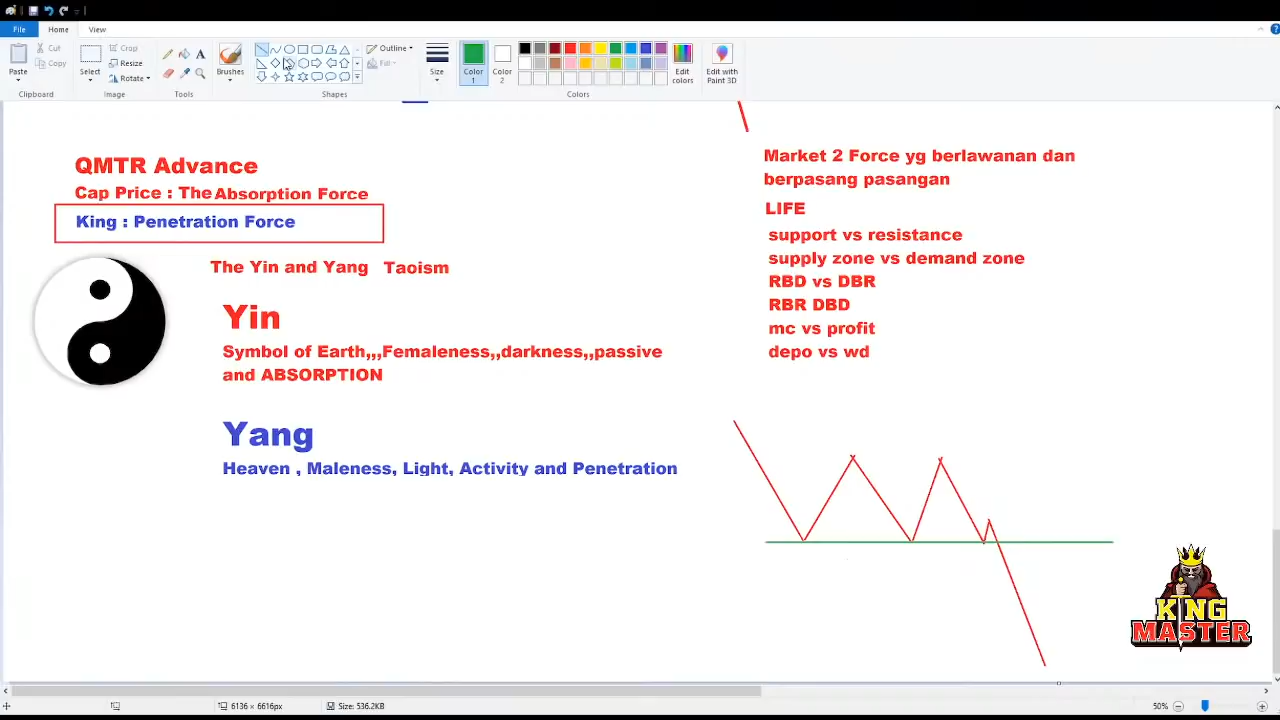 File
Home
View
Paste
Cut
Copy
Clipboard
Select
Crop
Resize
Rotate
Image
Tools
Brushes
Shapes
Outline
Fill
Size
Color 1
Color 2
Edit colors
Colors
Edit with Paint 3D
QMTR Advance
Cap Price : The Absorption Force
King : Penetration Force
The Yin and Yang Taoism
Yin
Symbol of Earth,,,Femaleness,,darkness,,passive
and ABSORPTION
Yang
Heaven , Maleness, Light, Activity and Penetration
Market 2 Force yg berlawanan dan
berpasang pasangan
LIFE
support vs resistance
supply zone vs demand zone
RBD vs DBR
RBR DBD
mc vs profit
depo vs wd
KING
MASTER
6136 × 6616px
Size: 536.2KB
50%